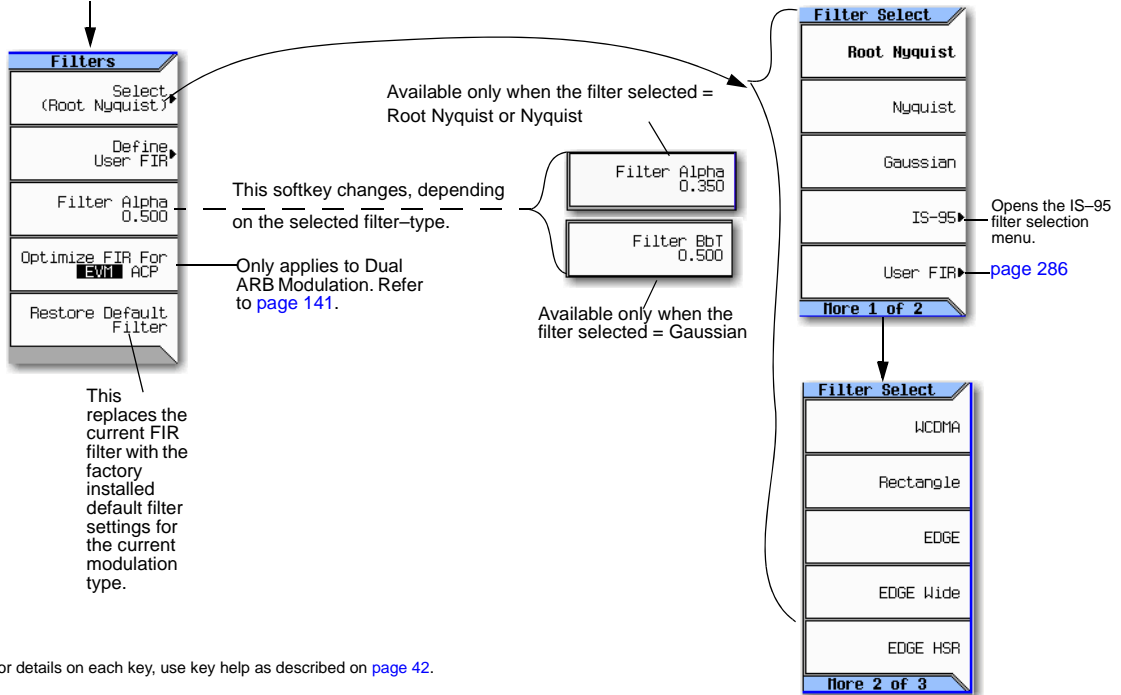 Filters
Select
(Root Nyquist)
Define
User FIR
Filter Alpha
0.500
Optimize FIR For
EVM ACP
Restore Default
Filter
This
replaces the
current FIR
filter with the
factory
installed
default filter
settings for
the current
modulation
type.
This softkey changes, depending
on the selected filter–type.
Only applies to Dual
ARB Modulation. Refer
to page 141.
Available only when the filter selected =
Root Nyquist or Nyquist
Filter Alpha
0.350
Filter BbT
0.500
Available only when the
filter selected = Gaussian
Filter Select
Root Nyquist
Nyquist
Gaussian
IS-95
User FIR
More 1 of 2
Opens the IS–95
filter selection
menu.
page 286
Filter Select
WCDMA
Rectangle
EDGE
EDGE Wide
EDGE HSR
More 2 of 3
or details on each key, use key help as described on page 42.